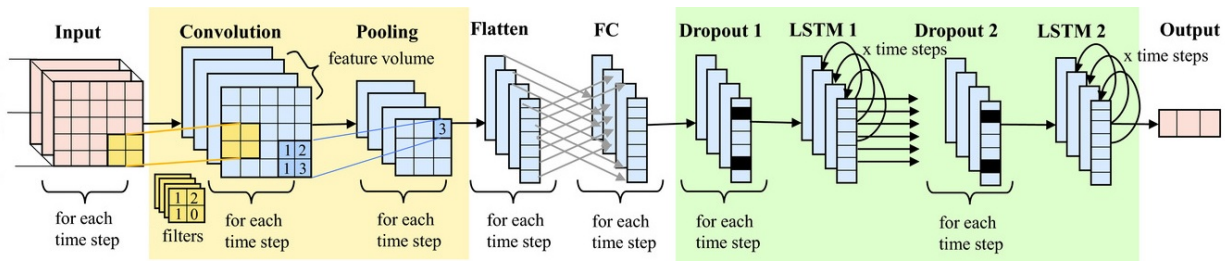 Input
Convolution
Pooling
Flatten
FC
Dropout 1
LSTM 1
Dropout 2
LSTM 2
Output
feature volume
x time steps
x time steps
3
1 2
1 3
1 2
1 0
filters
for each
time step
for each
time step
for each
time step
for each
time step
for each
time step
for each
time steps
for each
time steps